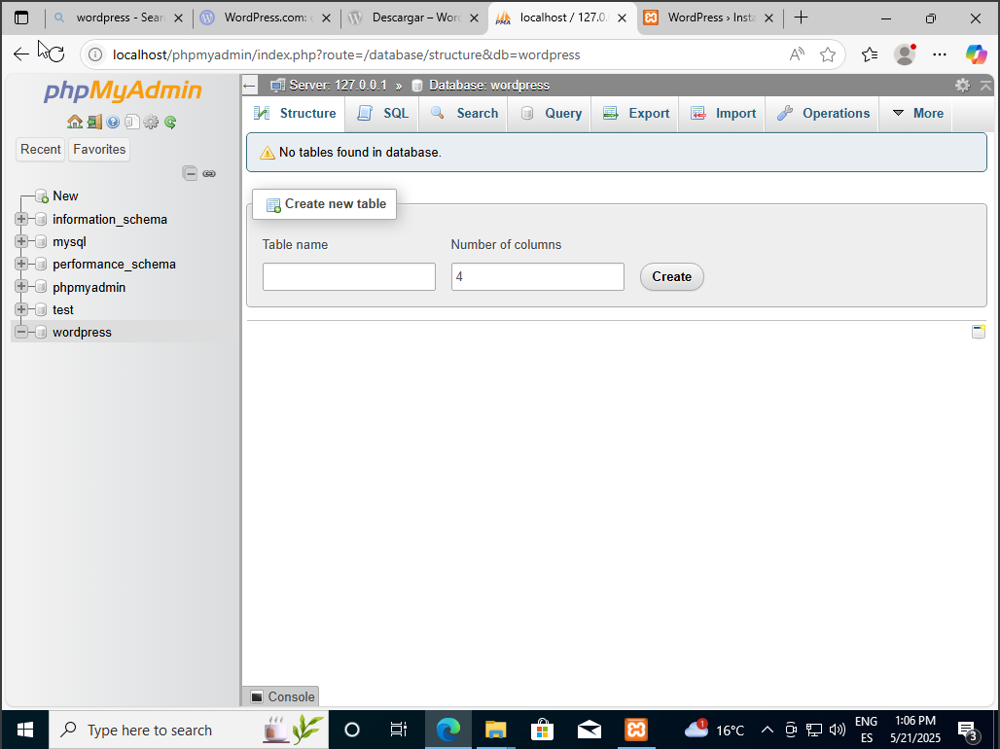 wordpress - Sear
WordPress.com:
Descargar – Word
localhost / 127.0.
WordPress › Insta
localhost/phpmyadmin/index.php?route=/database/structure&db=wordpress
phpMyAdmin
Recent
Favorites
New
information_schema
mysql
performance_schema
phpmyadmin
test
wordpress
Server: 127.0.0.1 » Database: wordpress
Structure
SQL
Search
Query
Export
Import
Operations
More
No tables found in database.
Create new table
Table name
Number of columns
4
Create
Console
Type here to search
1
16°C
ENG
ES
1:06 PM
5/21/2025
3